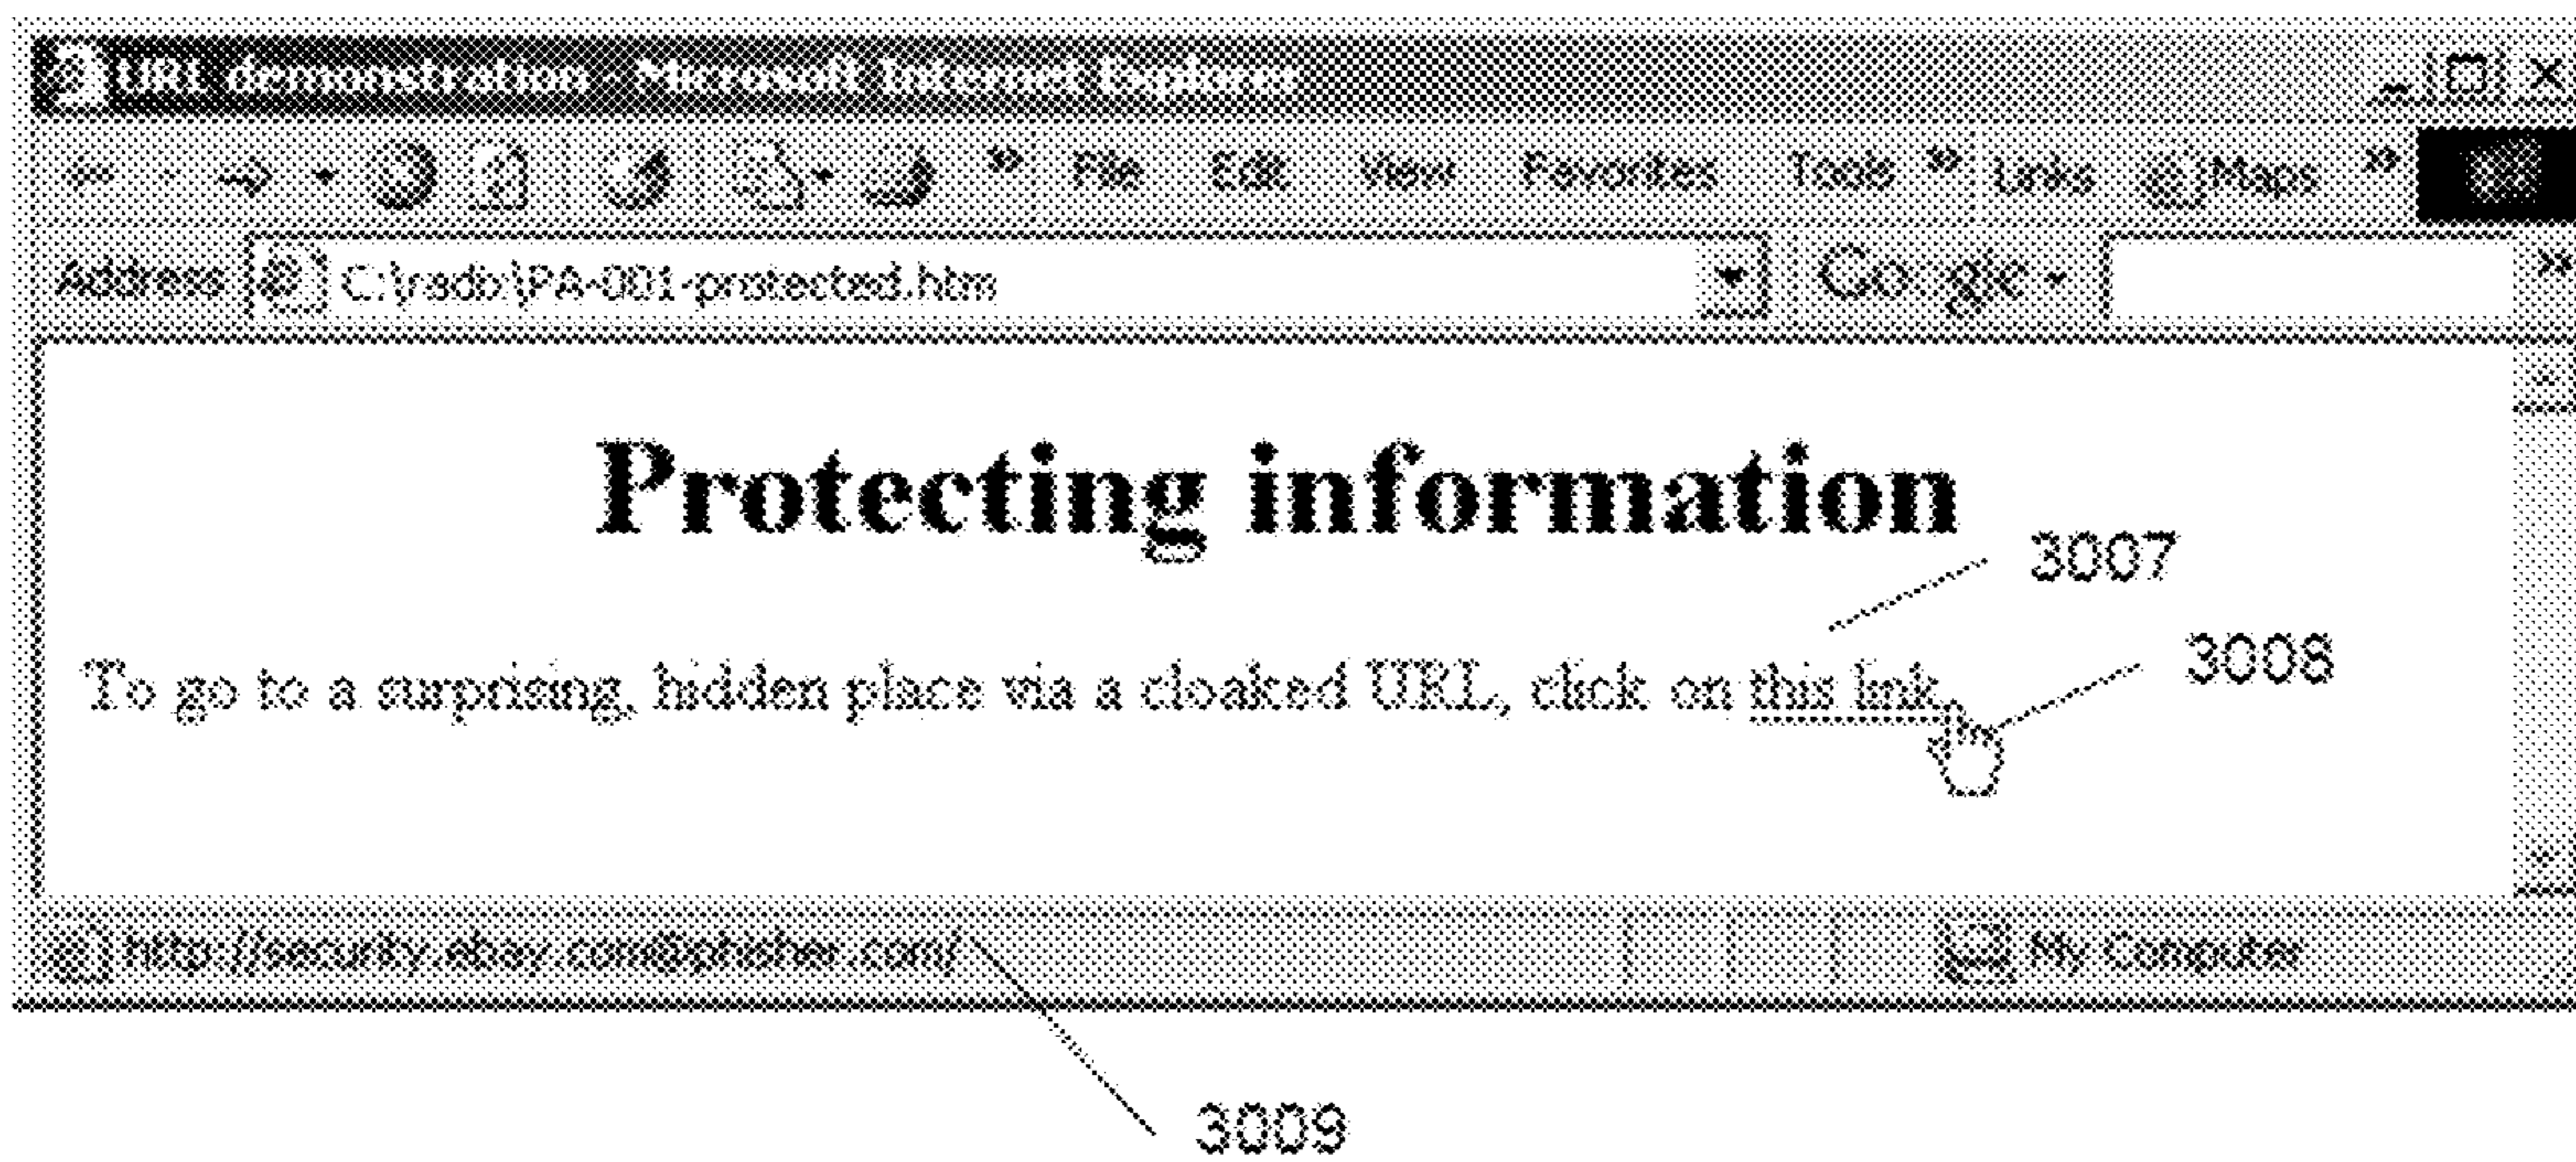 URL demonstration - Microsoft Internet Explorer
File Edit View Favorites Tools » Links Maps »
Address C:\radb\PA-001-protected.htm Google »
Protecting information
3007
To go to a surprising, hidden place via a cloaked URL, click on this link.
3008
http://security.ebay.com@phisher.com/ My Computer
3009